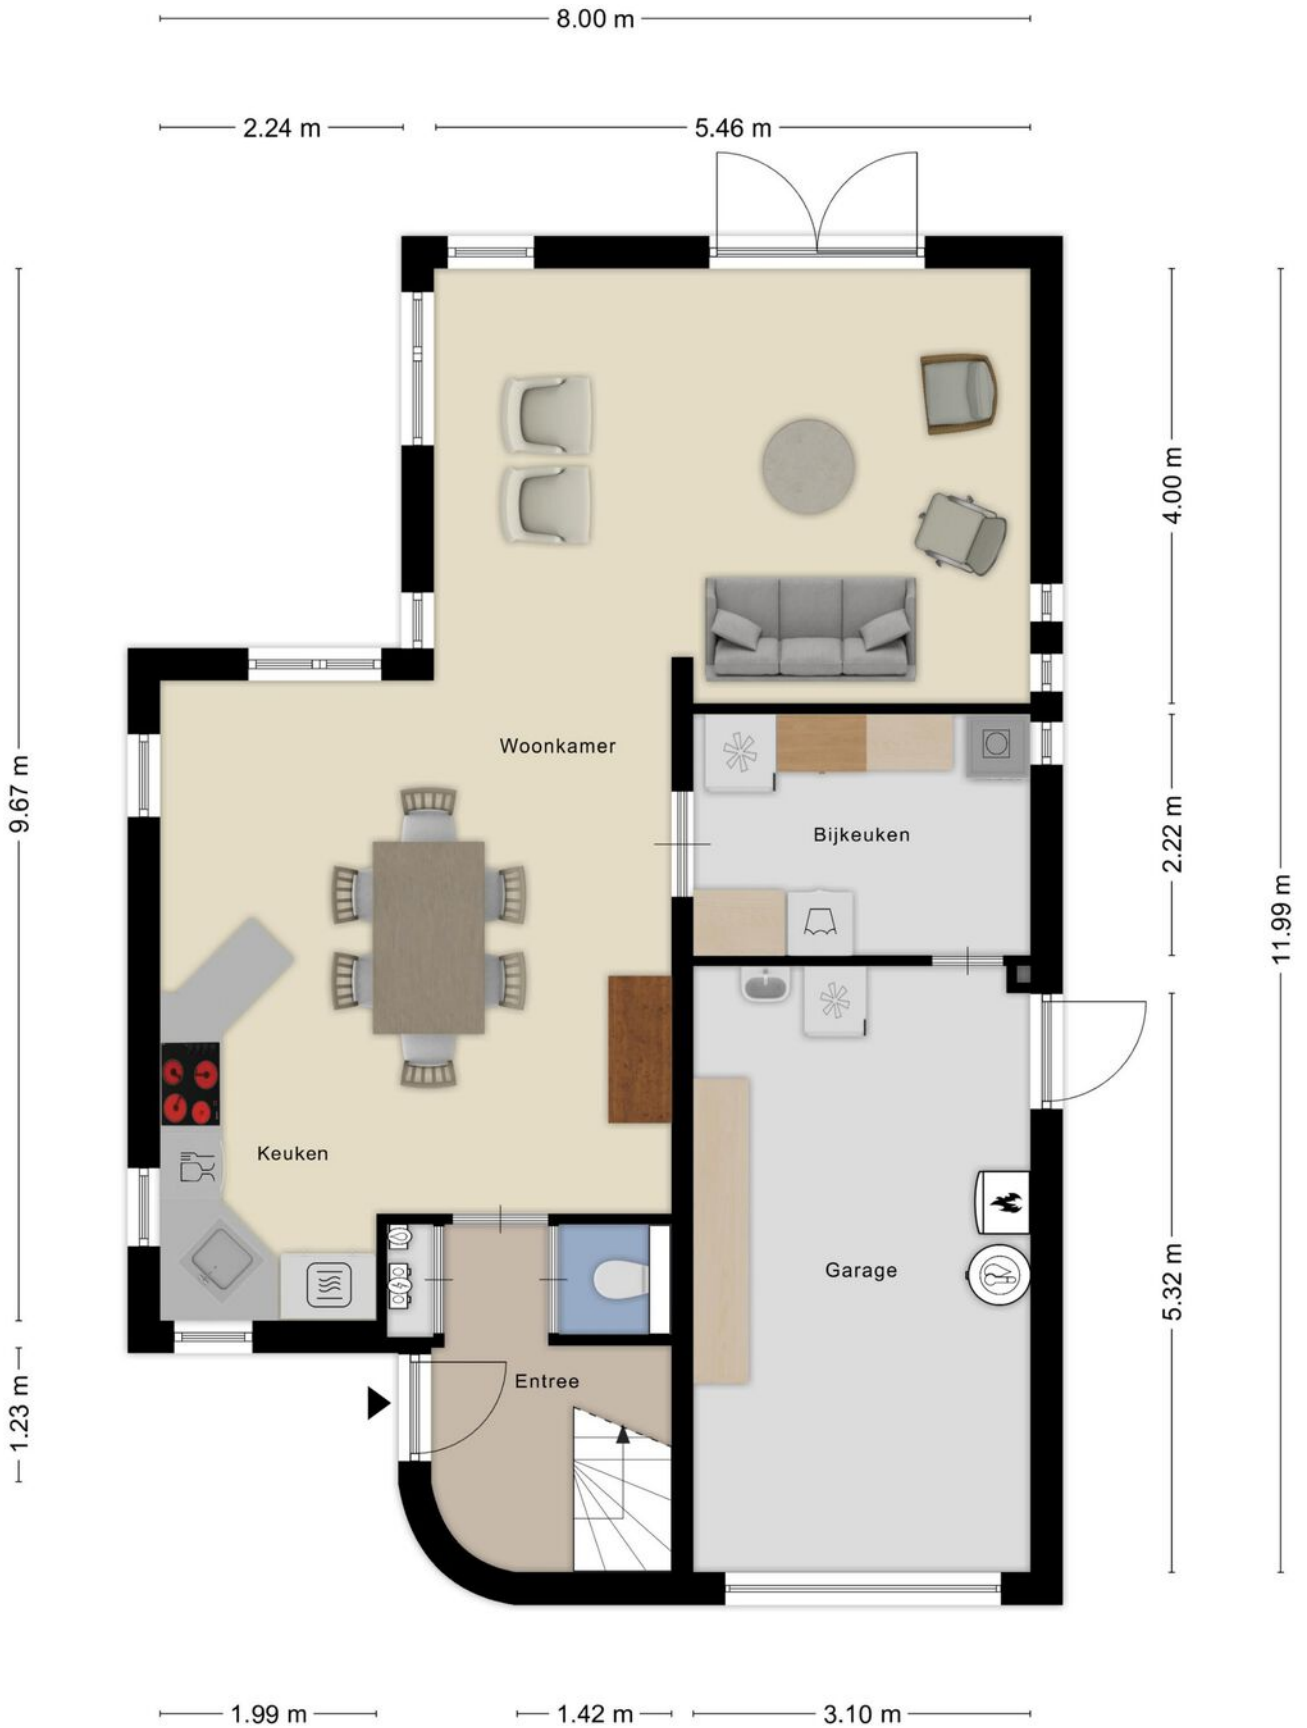 8.00 m
2.24 m
5.46 m
4.00 m
Woonkamer
9.67 m
Bijkeuken
2.22 m
11.99 m
Keuken
Garage
5.32 m
Entree
1.23 m
1.99 m
1.42 m
3.10 m